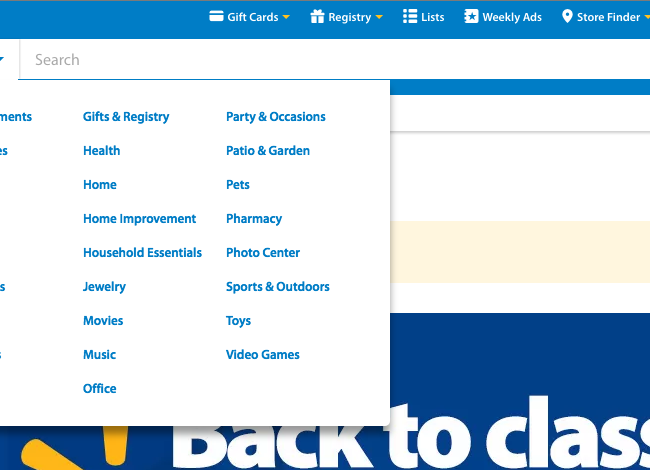 Gift Cards Registry Lists Weekly Ads Store Finder
Search
ments Gifts & Registry Party & Occasions
es Health Patio & Garden
Home Pets
Home Improvement Pharmacy
Household Essentials Photo Center
s Jewelry Sports & Outdoors
Movies Toys
s Music Video Games
Office
Back to class